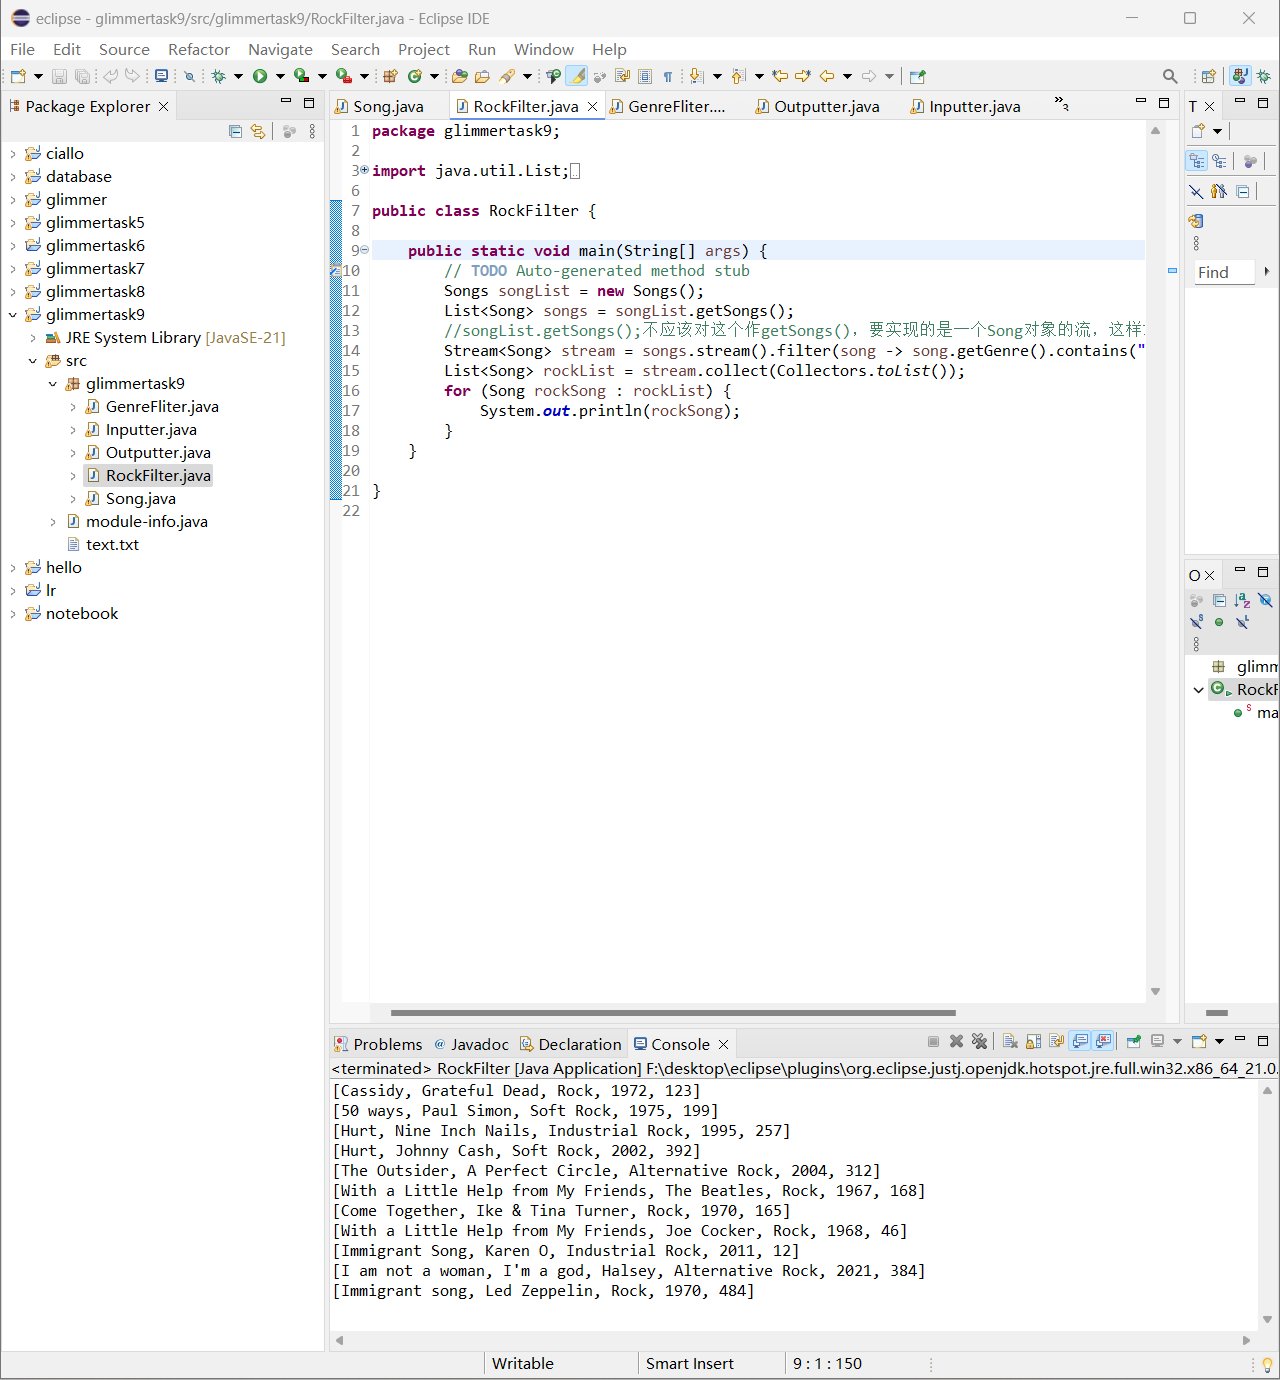 eclipse - glimmertask9/src/glimmertask9/RockFilter.java - Eclipse IDE
File Edit Source Refactor Navigate Search Project Run Window Help
Package Explorer
ciallo
database
glimmer
glimmertask5
glimmertask6
glimmertask7
glimmertask8
glimmertask9
JRE System Library [JavaSE-21]
src
glimmertask9
GenreFliter.java
Inputter.java
Outputter.java
RockFilter.java
Song.java
module-info.java
text.txt
hello
lr
notebook
Song.java RockFilter.java GenreFliter.... Outputter.java Inputter.java »3
1 package glimmertask9;
2
3 import java.util.List;
6
7 public class RockFilter {
8
9 public static void main(String[] args) {
10 // TODO Auto-generated method stub
11 Songs songList = new Songs();
12 List<Song> songs = songList.getSongs();
13 //songList.getSongs();不应该对这个作getSongs(), 要实现的是一个Song对象的流, 这样
14 Stream<Song> stream = songs.stream().filter(song -> song.getGenre().contains("
15 List<Song> rockList = stream.collect(Collectors.toList());
16 for (Song rockSong : rockList) {
17 System.out.println(rockSong);
18 }
19 }
20
21 }
22
T
Find
O
glimm
RockF
ma
Problems Javadoc Declaration Console
<terminated> RockFilter [Java Application] F:\desktop\eclipse\plugins\org.eclipse.justj.openjdk.hotspot.jre.full.win32.x86_64_21.0.
[Cassidy, Grateful Dead, Rock, 1972, 123]
[50 ways, Paul Simon, Soft Rock, 1975, 199]
[Hurt, Nine Inch Nails, Industrial Rock, 1995, 257]
[Hurt, Johnny Cash, Soft Rock, 2002, 392]
[The Outsider, A Perfect Circle, Alternative Rock, 2004, 312]
[With a Little Help from My Friends, The Beatles, Rock, 1967, 168]
[Come Together, Ike & Tina Turner, Rock, 1970, 165]
[With a Little Help from My Friends, Joe Cocker, Rock, 1968, 46]
[Immigrant Song, Karen O, Industrial Rock, 2011, 12]
[I am not a woman, I'm a god, Halsey, Alternative Rock, 2021, 384]
[Immigrant song, Led Zeppelin, Rock, 1970, 484]
Writable Smart Insert 9 : 1 : 150